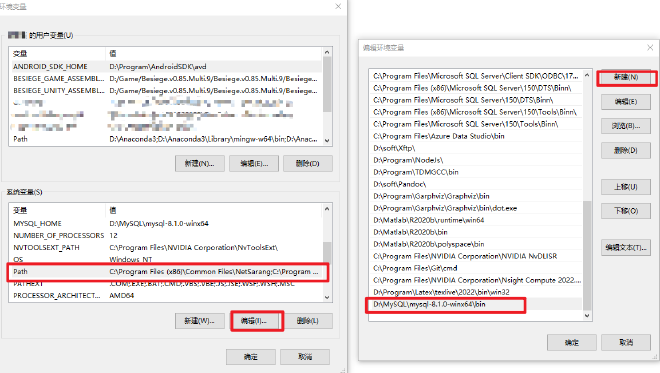 环境变量
的用户变量(U)
变量 值
ANDROID_SDK_HOME D:\Program\AndroidSDK\avd
BESIEGE_GAME_ASSEMBL... D:/Game/Besiege.v0.85.Multi.9/Besiege.v0.85.Multi.9/Besiege...
BESIEGE_UNITY_ASSEMBL... D:/Game/Besiege.v0.85.Multi.9/Besiege.v0.85.Multi.9/Besiege...
Path D:\Anaconda3;D:\Anaconda3\Library\mingw-w64\bin;D:\Anac...
新建(N)... 编辑(E)... 删除(D)
系统变量(S)
变量 值
MYSQL_HOME D:\MySQL\mysql-8.1.0-winx64
NUMBER_OF_PROCESSORS 12
NVTOOLSEXT_PATH C:\Program Files\NVIDIA Corporation\NvToolsExt\
OS Windows_NT
Path C:\Program Files (x86)\Common Files\NetSarang;C:\Program ...
PATHEXT .COM;.EXE;.BAT;.CMD;.VBS;.VBE;.JS;.JSE;.WSF;.WSH;.MSC
PROCESSOR_ARCHITECT... AMD64
新建(W)... 编辑(I)... 删除(L)
确定 取消
编辑环境变量
C:\Program Files\Microsoft SQL Server\Client SDK\ODBC\17...
C:\Program Files (x86)\Microsoft SQL Server\150\DTS\Binn\
C:\Program Files\Microsoft SQL Server\150\DTS\Binn\
C:\Program Files (x86)\Microsoft SQL Server\150\Tools\Binn\
C:\Program Files\Microsoft SQL Server\150\Tools\Binn\
C:\Program Files\Azure Data Studio\bin
D:\soft\Xftp\
D:\Program\NodeJs\
D:\Program\TDMGCC\bin
D:\soft\Pandoc\
D:\Program\Garphviz\Graphviz\bin
D:\Program\Garphviz\Graphviz\bin\dot.exe
D:\Matlab\R2020b\runtime\win64
D:\Matlab\R2020b\bin
D:\Matlab\R2020b\polyspace\bin
C:\Program Files\NVIDIA Corporation\NVIDIA NvDLISR
C:\Program Files\Git\cmd
C:\Program Files\NVIDIA Corporation\Nsight Compute 2022....
D:\Program\Latex\texlive\2022\bin\win32
D:\MySQL\mysql-8.1.0-winx64\bin
新建(N)
编辑(E)
浏览(B)...
删除(D)
上移(U)
下移(O)
编辑文本(T)...
确定 取消